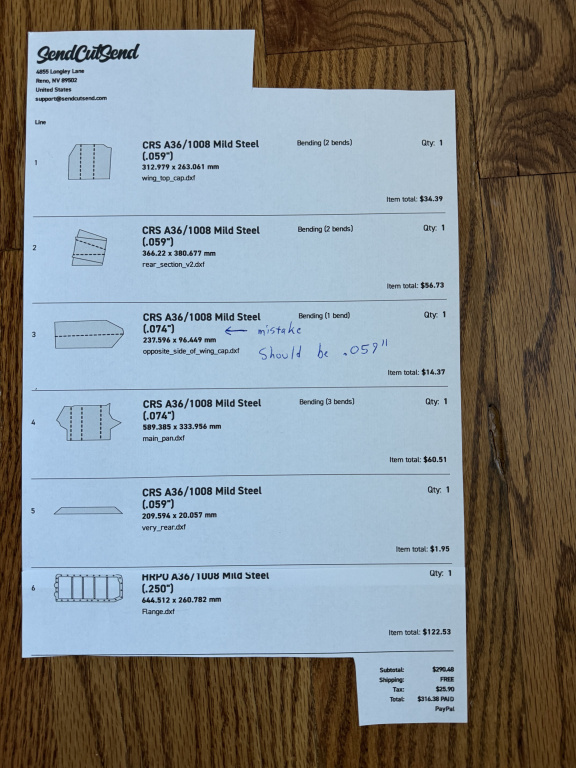 SendCutSend
4855 Longley Lane
Reno, NV 89502
United States
support@sendcutsend.com
Line
1
CRS A36/1008 Mild Steel
(.059")
312.979 x 263.061 mm
wing_top_cap.dxf
Bending (2 bends)
Qty: 1
Item total: $34.39
2
CRS A36/1008 Mild Steel
(.059")
366.22 x 380.677 mm
rear_section_v2.dxf
Bending (2 bends)
Qty: 1
Item total: $56.73
3
CRS A36/1008 Mild Steel
(.074")
237.596 x 96.449 mm
opposite_side_of_wing_cap.dxf
Bending (1 bend)
← mistake
Should be .059"
Qty: 1
Item total: $14.37
4
CRS A36/1008 Mild Steel
(.074")
589.385 x 333.956 mm
main_pan.dxf
Bending (3 bends)
Qty: 1
Item total: $60.51
5
CRS A36/1008 Mild Steel
(.059")
209.594 x 20.057 mm
very_rear.dxf
Qty: 1
Item total: $1.95
6
HRPO A36/1008 Mild Steel
(.250")
644.512 x 260.782 mm
Flange.dxf
Qty: 1
Item total: $122.53
Subtotal: $290.48
Shipping: FREE
Tax: $25.90
Total: $316.38 PAID
PayPal